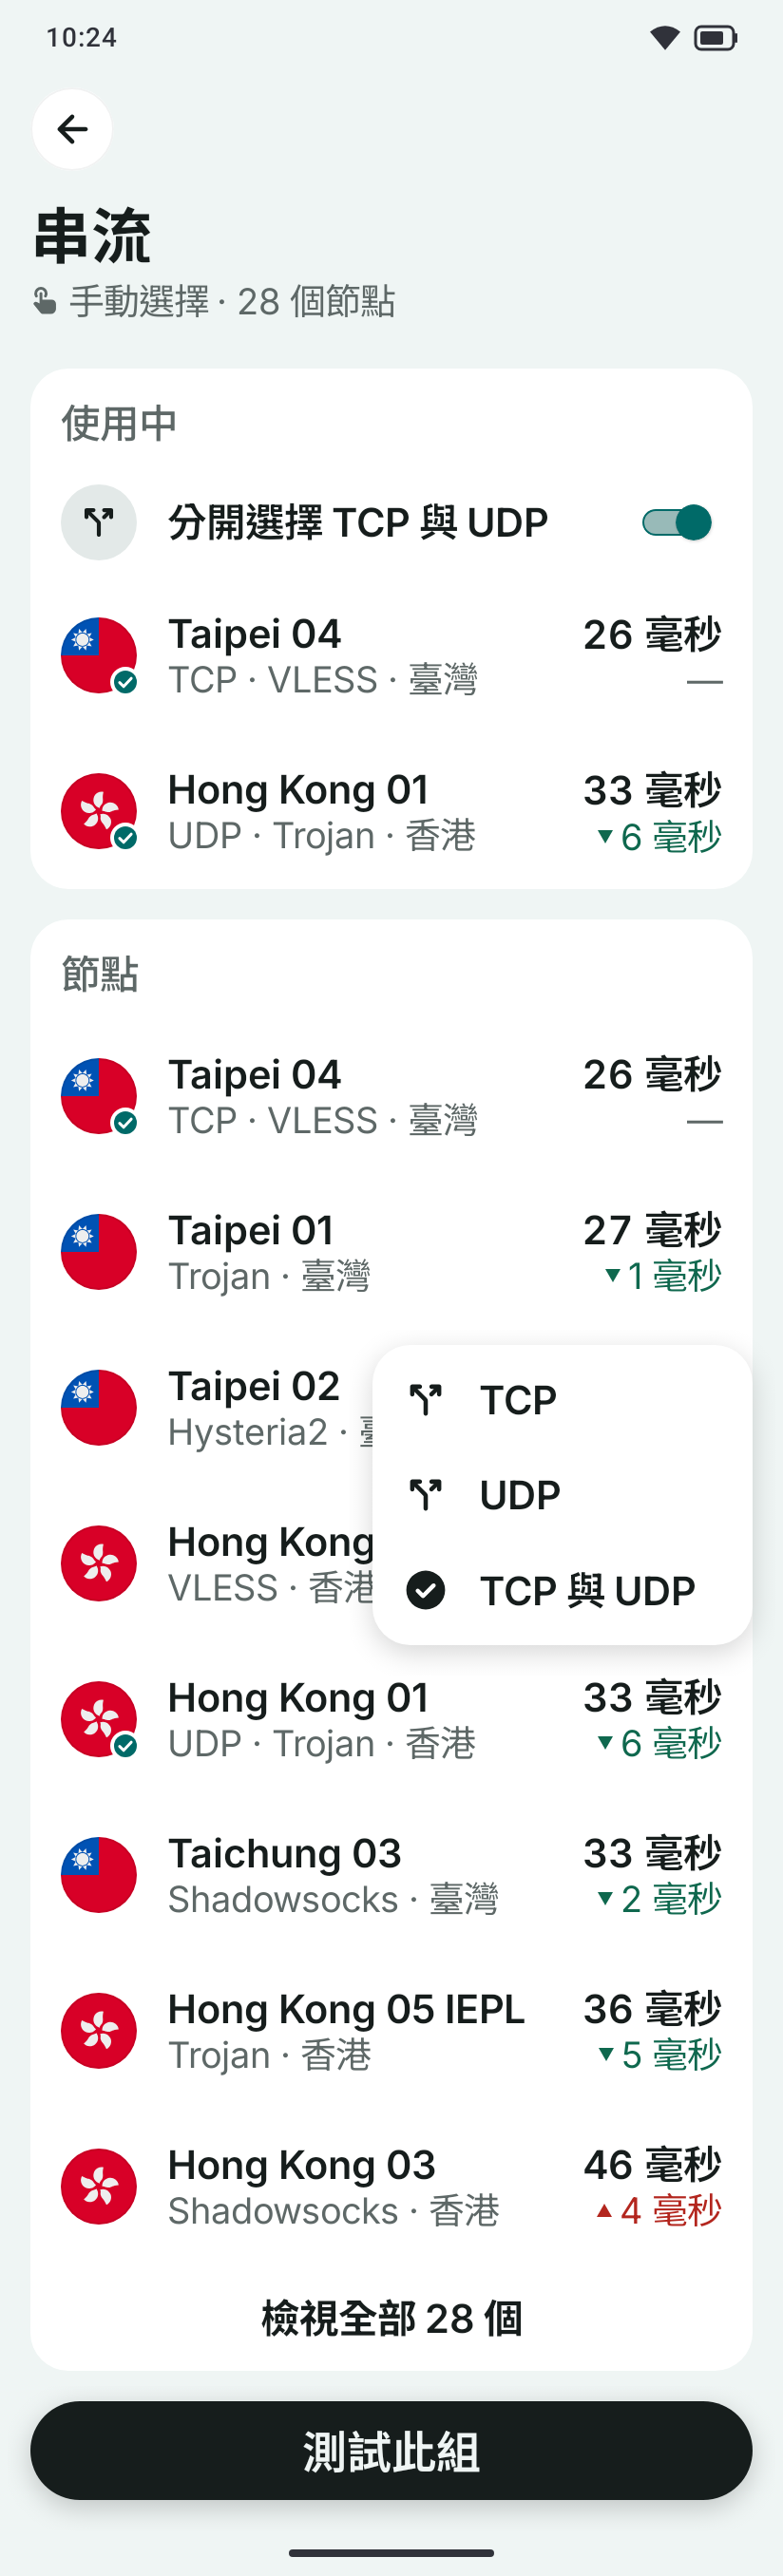 10:24
串流
手動選擇 · 28 個節點
使用中
分開選擇 TCP 與 UDP
Taipei 04
26 毫秒
TCP · VLESS · 臺灣
—
Hong Kong 01
33 毫秒
UDP · Trojan · 香港
▼6 毫秒
節點
Taipei 04
26 毫秒
TCP · VLESS · 臺灣
—
Taipei 01
27 毫秒
Trojan · 臺灣
▼1 毫秒
Taipei 02
Hysteria2 ·
Hong Kong
VLESS · 香港
TCP
UDP
TCP 與 UDP
Hong Kong 01
33 毫秒
UDP · Trojan · 香港
▼6 毫秒
Taichung 03
33 毫秒
Shadowsocks · 臺灣
▼2 毫秒
Hong Kong 05 IEPL
36 毫秒
Trojan · 香港
▼5 毫秒
Hong Kong 03
46 毫秒
Shadowsocks · 香港
▲4 毫秒
檢視全部 28 個
測試此組